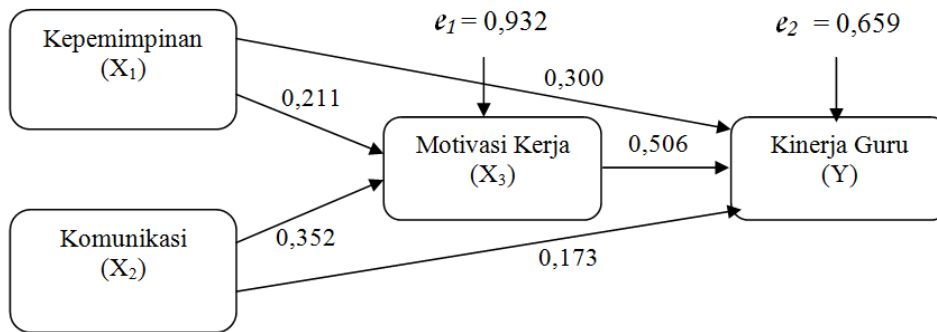 e₁ = 0,932
e₂ = 0,659
Kepemimpinan
(X₁)
0,300
0,211
Motivasi Kerja
(X₃)
0,506
Kinerja Guru
(Y)
Komunikasi
(X₂)
0,352
0,173